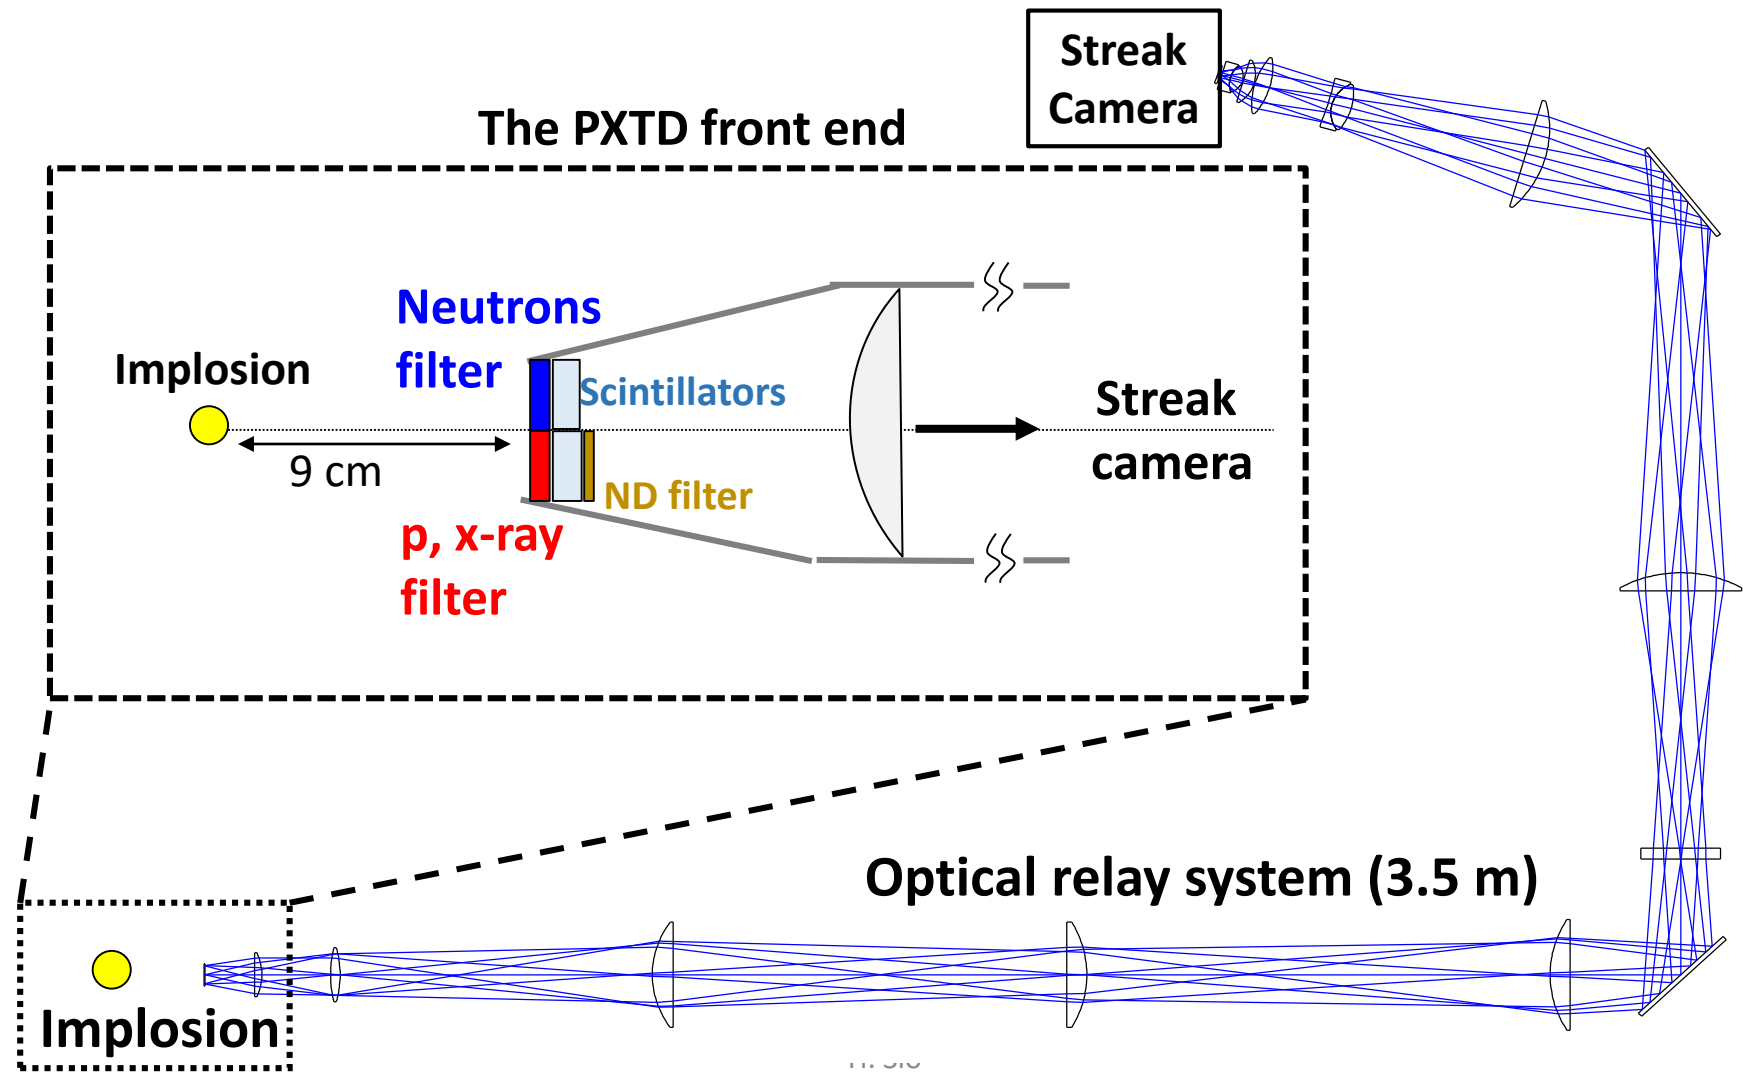 Streak
Camera
The PXTD front end
Neutrons
filter
Implosion
Scintillators
Streak
camera
9 cm
ND filter
p, x-ray
filter
Optical relay system (3.5 m)
Implosion